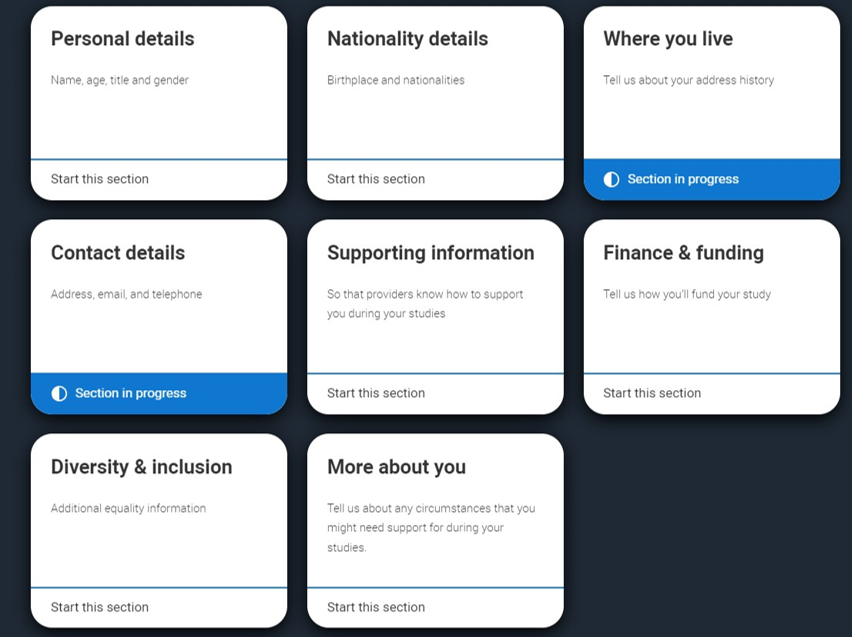 Personal details
Name, age, title and gender
Start this section
Nationality details
Birthplace and nationalities
Start this section
Where you live
Tell us about your address history
Section in progress
Contact details
Address, email, and telephone
Section in progress
Supporting information
So that providers know how to support
you during your studies
Start this section
Finance & funding
Tell us how you'll fund your study
Start this section
Diversity & inclusion
Additional equality information
Start this section
More about you
Tell us about any circumstances that you
might need support for during your
studies.
Start this section